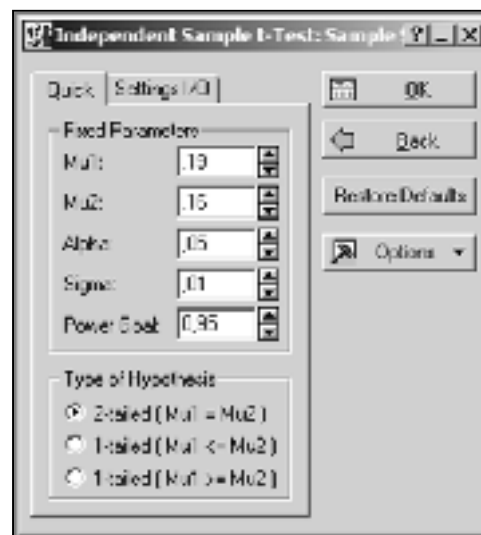 Independent Sample t-Test: Sample
Quick
Settings I/O
OK
Back
Restore Defaults
Options
Fixed Parameters
Mu1: ,19
Mu2: ,16
Alpha: ,05
Sigma: ,01
Power Goal: 0,95
Type of Hypothesis
2-tailed ( Mu1 = Mu2 )
1-tailed ( Mu1 <= Mu2 )
1-tailed ( Mu1 >= Mu2 )